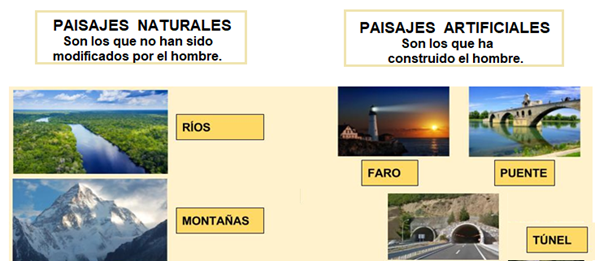 PAISAJES NATURALES
Son los que no han sido
modificados por el hombre.
PAISAJES ARTIFICIALES
Son los que ha
construido el hombre.
RÍOS
MONTAÑAS
FARO
PUENTE
TÚNEL